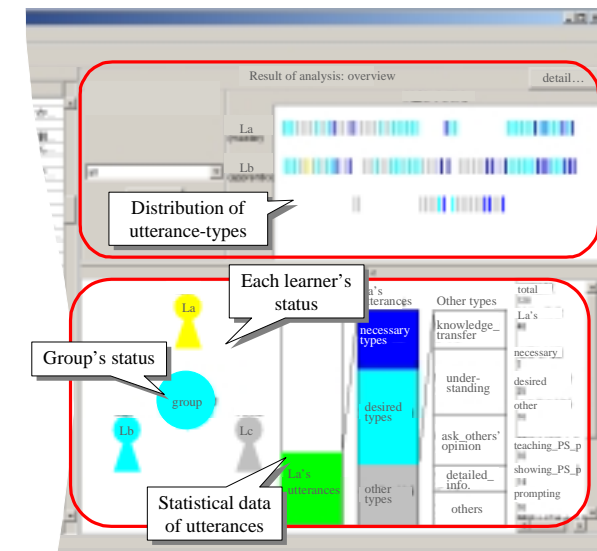 Result of analysis: overview
detail…
La
Lb
Distribution of
utterance-types
Each learner's
status
Group's status
La
group
Lb
Lc
Statistical data
of utterances
La's
utterances
necessary
types
desired
types
other
types
Other types
knowledge_
transfer
under-
standing
ask_others'
opinion
detailed_
info.
others
total
La's
necessary
desired
other
teaching_PS_p
showing_PS_p
prompting